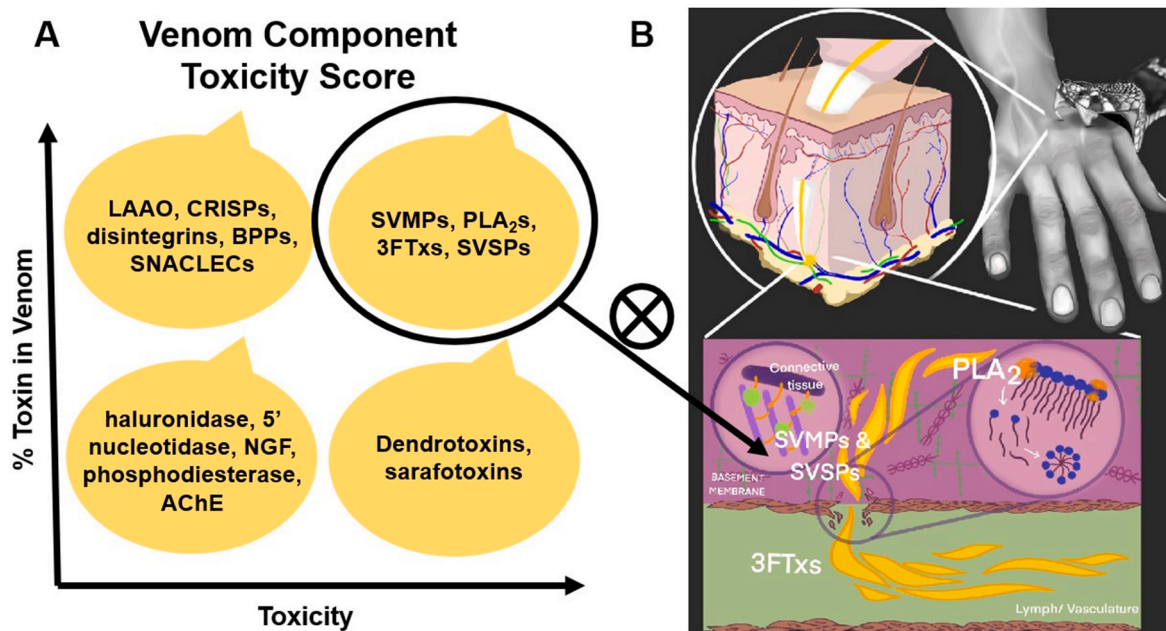 A
Venom Component
Toxicity Score
% Toxin in Venom
LAAO, CRISPs,
disintegrins, BPPs,
SNACLECs
SVMPs, PLA₂s,
3FTxs, SVSPs
haluronidase, 5'
nucleotidase, NGF,
phosphodiesterase,
AChE
Dendrotoxins,
sarafotoxins
Toxicity
B
Connective
tissue
SVMPs &
SVSPs
BASEMENT
MEMBRANE
PLA₂
3FTxs
Lymph/ Vasculature